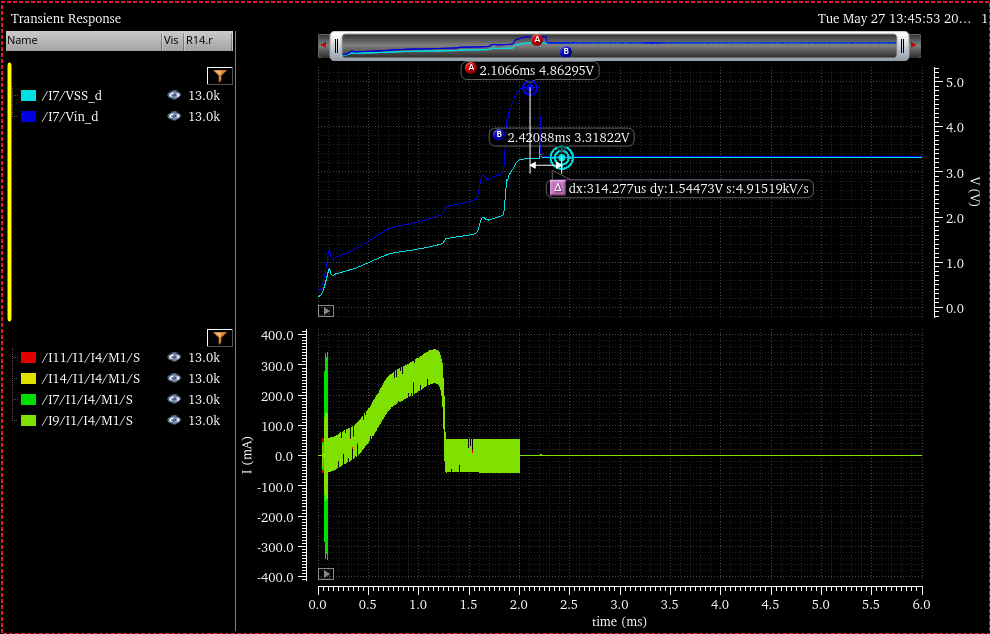 Transient Response
Tue May 27 13:45:53 20... 1
Name Vis R14.r
/I7/VSS_d 13.0k
/I7/Vin_d 13.0k
/I11/I1/I4/M1/S 13.0k
/I14/I1/I4/M1/S 13.0k
/I7/I1/I4/M1/S 13.0k
/I9/I1/I4/M1/S 13.0k
A
B
A 2.1066ms 4.86295V
B 2.42088ms 3.31822V
Δ dx:314.277us dy:1.54473V s:4.91519kV/s
5.0
4.0
3.0
2.0
1.0
0.0
V (V)
400.0
300.0
200.0
100.0
0.0
-100.0
-200.0
-300.0
-400.0
I (mA)
0.0 0.5 1.0 1.5 2.0 2.5 3.0 3.5 4.0 4.5 5.0 5.5 6.0
time (ms)